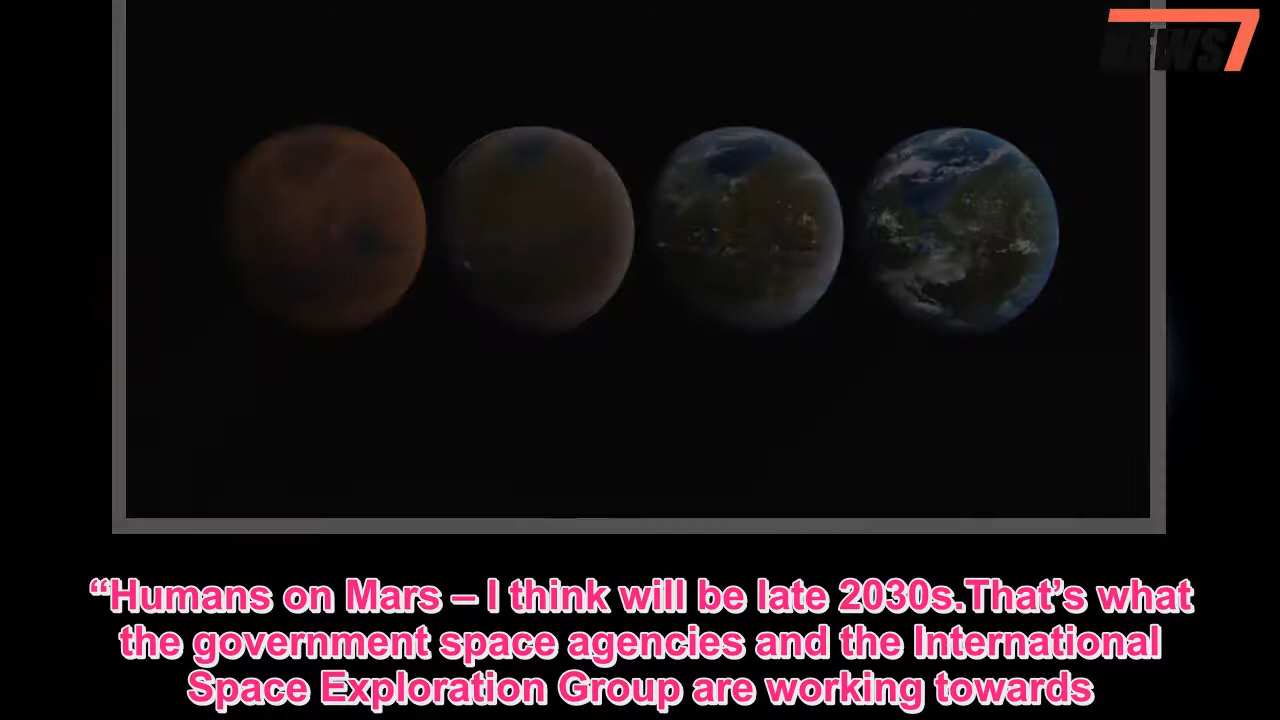 NEWS7
“Humans on Mars – I think will be late 2030s.That’s what
the government space agencies and the International
Space Exploration Group are working towards